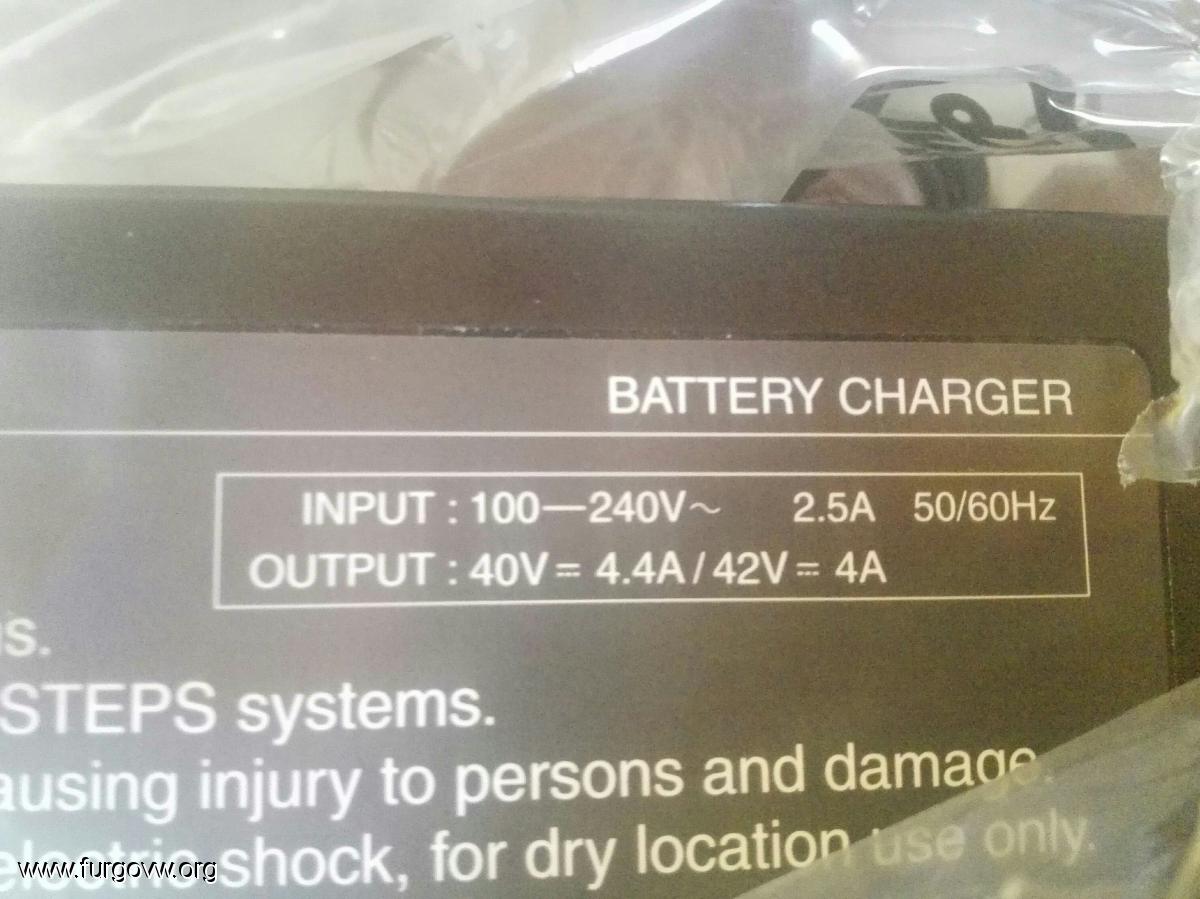 BATTERY CHARGER
INPUT : 100—240V~ 2.5A 50/60Hz
OUTPUT : 40V⎓ 4.4A / 42V⎓ 4A
s.
STEPS systems.
ausing injury to persons and damage.
electric shock, for dry location use only.
www.furgovw.org